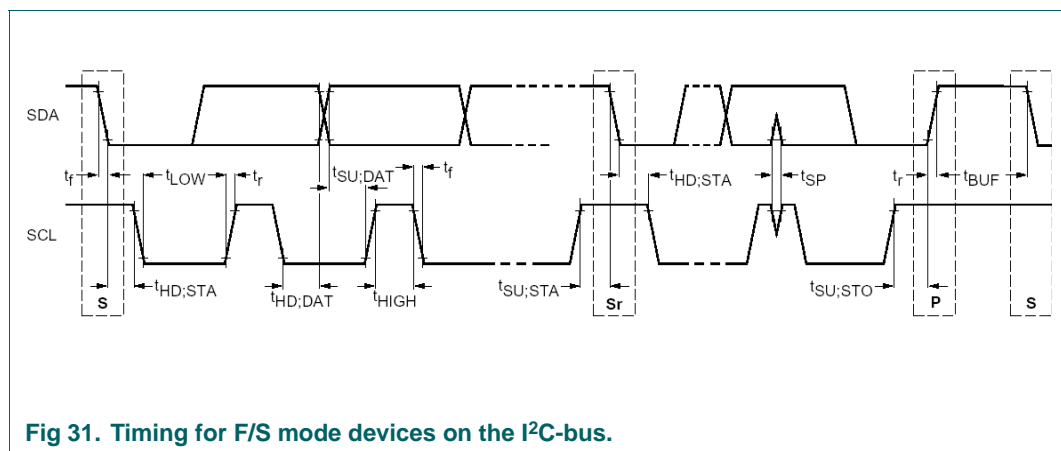 SDA
tf tLOW tr tSU;DAT tf tHD;STA tSP tr tBUF
SCL
S tHD;STA tHD;DAT tHIGH tSU;STA Sr tSU;STO P S
Fig 31. Timing for F/S mode devices on the I²C-bus.